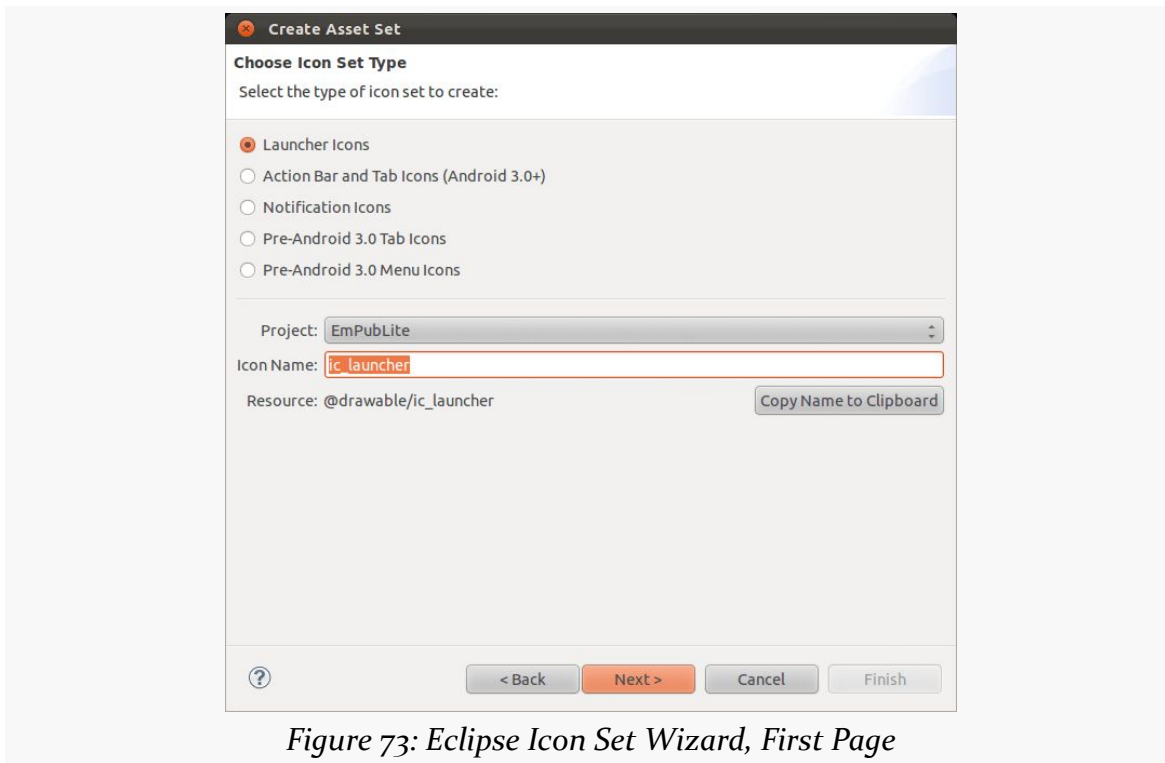 Create Asset Set
Choose Icon Set Type
Select the type of icon set to create:
Launcher Icons
Action Bar and Tab Icons (Android 3.0+)
Notification Icons
Pre-Android 3.0 Tab Icons
Pre-Android 3.0 Menu Icons
Project: EmPubLite
Icon Name: ic_launcher
Resource: @drawable/ic_launcher Copy Name to Clipboard
? < Back Next > Cancel Finish
Figure 73: Eclipse Icon Set Wizard, First Page